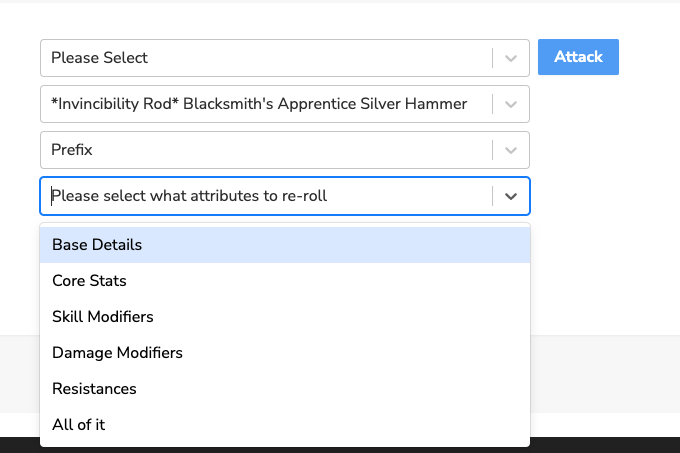 Please Select
Attack
*Invincibility Rod* Blacksmith's Apprentice Silver Hammer
Prefix
Please select what attributes to re-roll
Base Details
Core Stats
Skill Modifiers
Damage Modifiers
Resistances
All of it